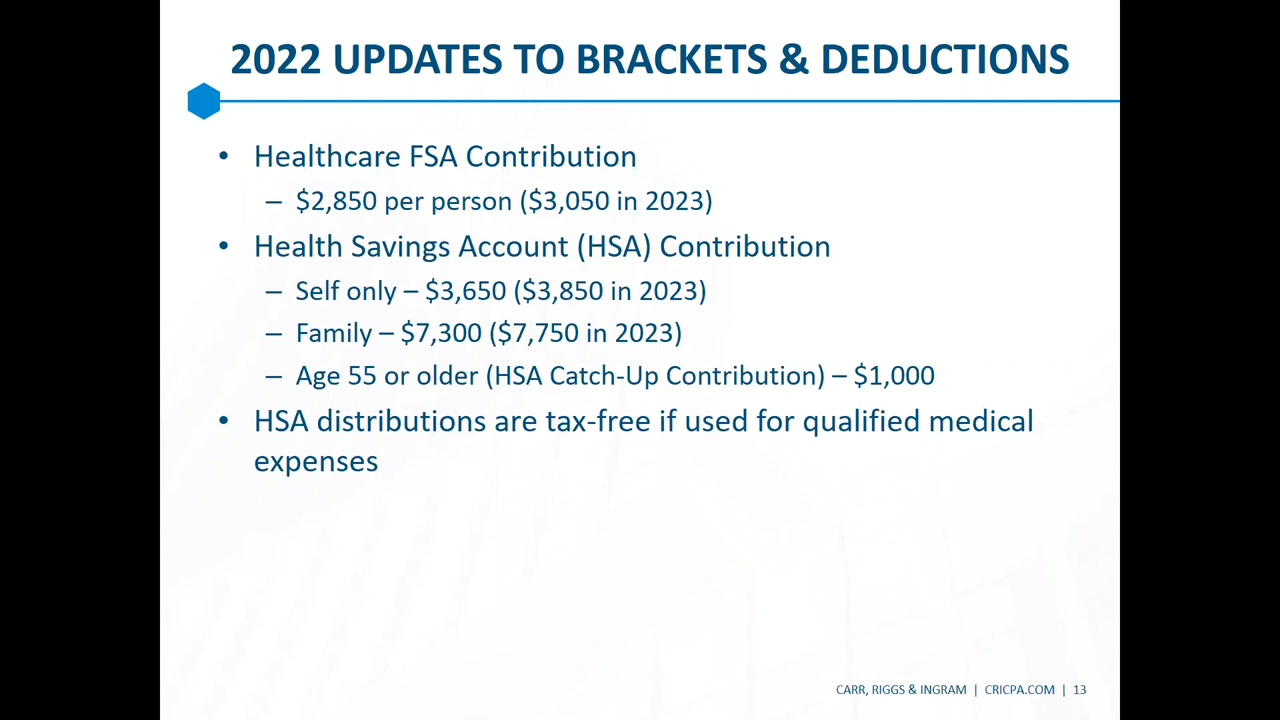 2022 UPDATES TO BRACKETS & DEDUCTIONS
• Healthcare FSA Contribution
– $2,850 per person ($3,050 in 2023)
• Health Savings Account (HSA) Contribution
– Self only – $3,650 ($3,850 in 2023)
– Family – $7,300 ($7,750 in 2023)
– Age 55 or older (HSA Catch-Up Contribution) – $1,000
• HSA distributions are tax-free if used for qualified medical
expenses
CARR, RIGGS & INGRAM | CRICPA.COM | 13